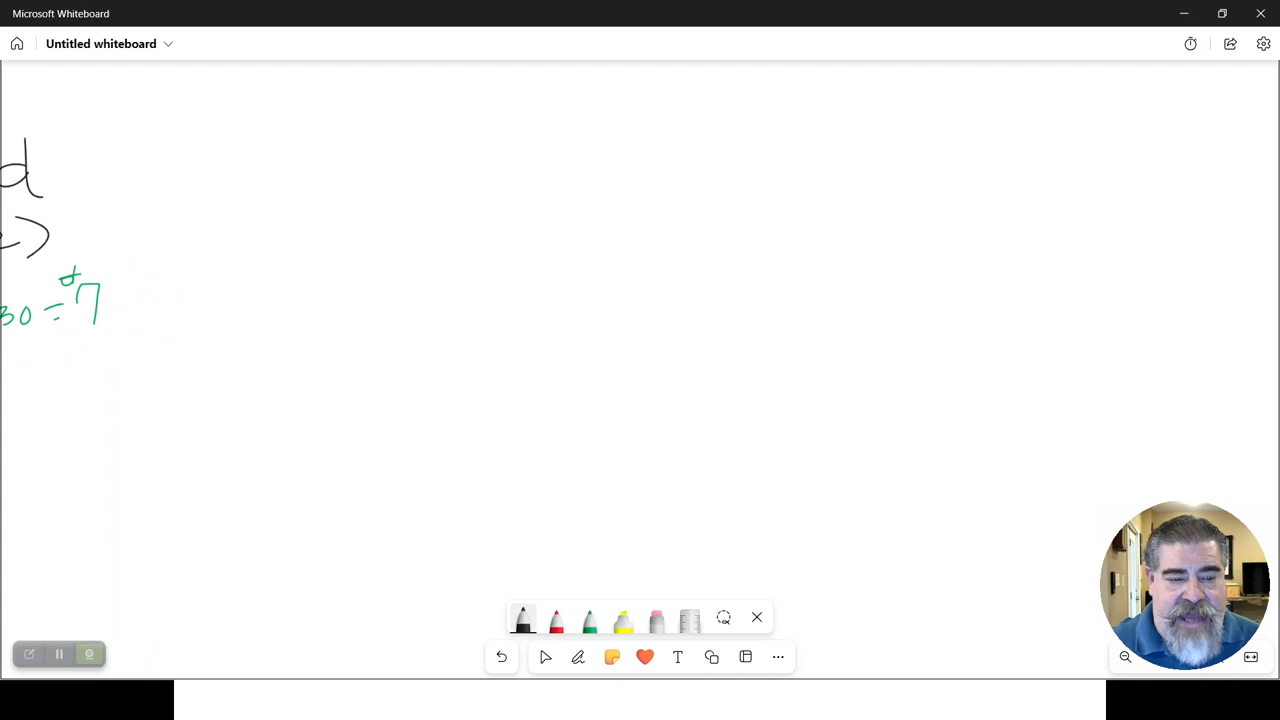 Microsoft Whiteboard
Untitled whiteboard
d
30 = 7
T